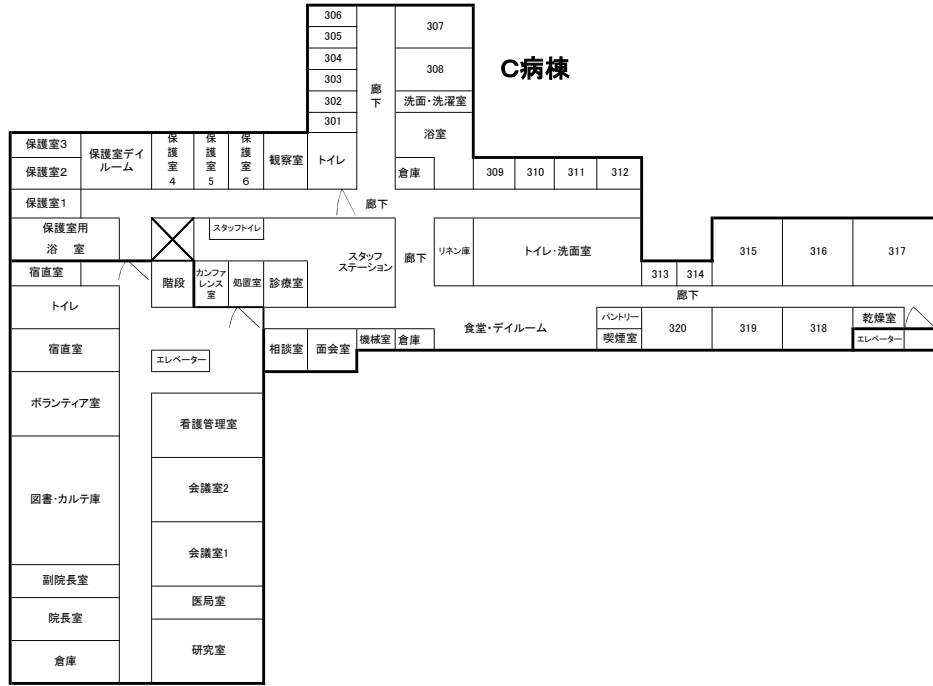 306
305
304
303
302
301
307
308
廊下
洗面・洗濯室
浴室
倉庫
C病棟
保護室3
保護室2
保護室1
保護室デイ
ルーム
保護室4
保護室5
保護室6
観察室
トイレ
309
310
311
312
廊下
保護室用
浴 室
スタッフトイレ
スタッフ
ステーション
廊下
リネン庫
トイレ・洗面室
315
316
317
313
314
宿直室
階段
カンファ
レンス
室
処置室
診療室
廊下
トイレ
宿直室
エレベーター
相談室
面会室
機械室
倉庫
食堂・デイルーム
パントリー
喫煙室
320
319
318
乾燥室
エレベーター
ボランティア室
看護管理室
図書・カルテ庫
会議室2
会議室1
副院長室
医局室
院長室
研究室
倉庫